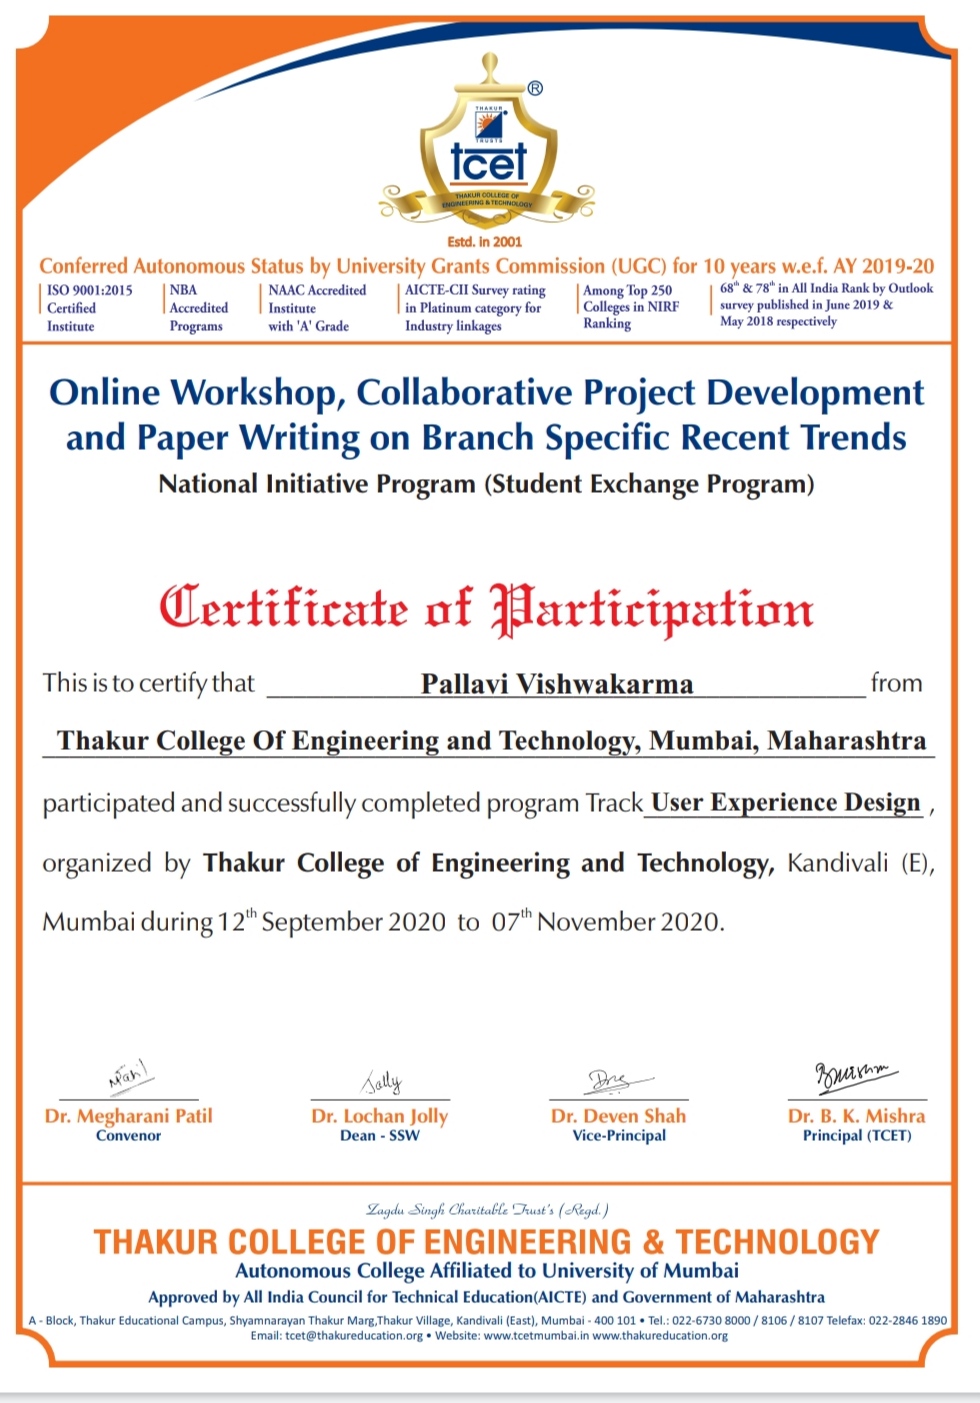 ®
THAKUR
TRUSTS
tcet
THAKUR COLLEGE OF
ENGINEERING & TECHNOLOGY
Estd. in 2001
Conferred Autonomous Status by University Grants Commission (UGC) for 10 years w.e.f. AY 2019-20
ISO 9001:2015
Certified
Institute
NBA
Accredited
Programs
NAAC Accredited
Institute
with 'A' Grade
AICTE-CII Survey rating
in Platinum category for
Industry linkages
Among Top 250
Colleges in NIRF
Ranking
68th & 78th in All India Rank by Outlook
survey published in June 2019 &
May 2018 respectively
Online Workshop, Collaborative Project Development
and Paper Writing on Branch Specific Recent Trends
National Initiative Program (Student Exchange Program)
Certificate of Participation
This is to certify that Pallavi Vishwakarma from
Thakur College Of Engineering and Technology, Mumbai, Maharashtra
participated and successfully completed program Track User Experience Design ,
organized by Thakur College of Engineering and Technology, Kandivali (E),
Mumbai during 12th September 2020 to 07th November 2020.
Jolly
Dr. Megharani Patil
Convenor
Dr. Lochan Jolly
Dean - SSW
Dr. Deven Shah
Vice-Principal
Dr. B. K. Mishra
Principal (TCET)
Zagdu Singh Charitable Trust's (Regd.)
THAKUR COLLEGE OF ENGINEERING & TECHNOLOGY
Autonomous College Affiliated to University of Mumbai
Approved by All India Council for Technical Education(AICTE) and Government of Maharashtra
A - Block, Thakur Educational Campus, Shyamnarayan Thakur Marg,Thakur Village, Kandivali (East), Mumbai - 400 101 • Tel.: 022-6730 8000 / 8106 / 8107 Telefax: 022-2846 1890
Email: tcet@thakureducation.org • Website: www.tcetmumbai.in www.thakureducation.org